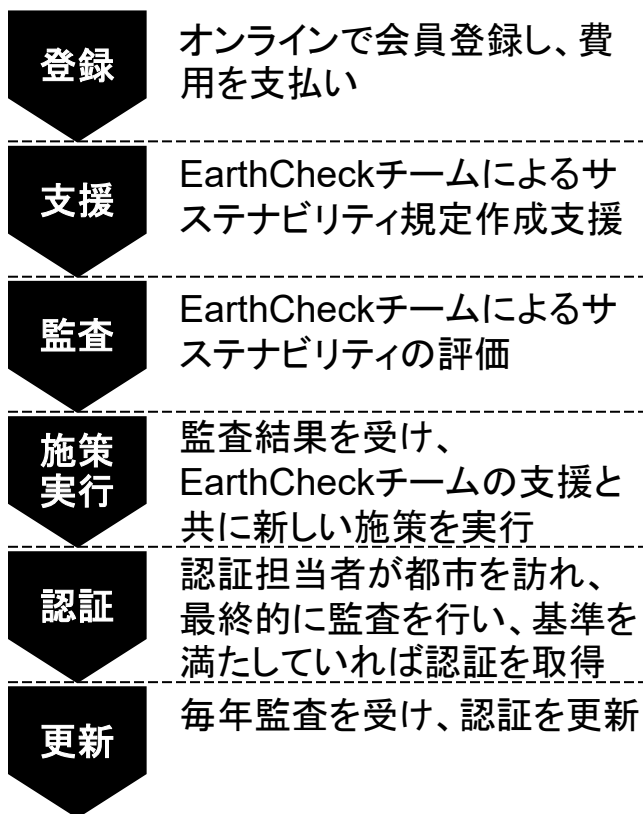 登録
オンラインで会員登録し、費
用を支払い
支援
EarthCheckチームによるサ
ステナビリティ規定作成支援
監査
EarthCheckチームによるサ
ステナビリティの評価
施策
実行
監査結果を受け、
EarthCheckチームの支援と
共に新しい施策を実行
認証
認証担当者が都市を訪れ、
最終的に監査を行い、基準を
満たしていれば認証を取得
更新
毎年監査を受け、認証を更新